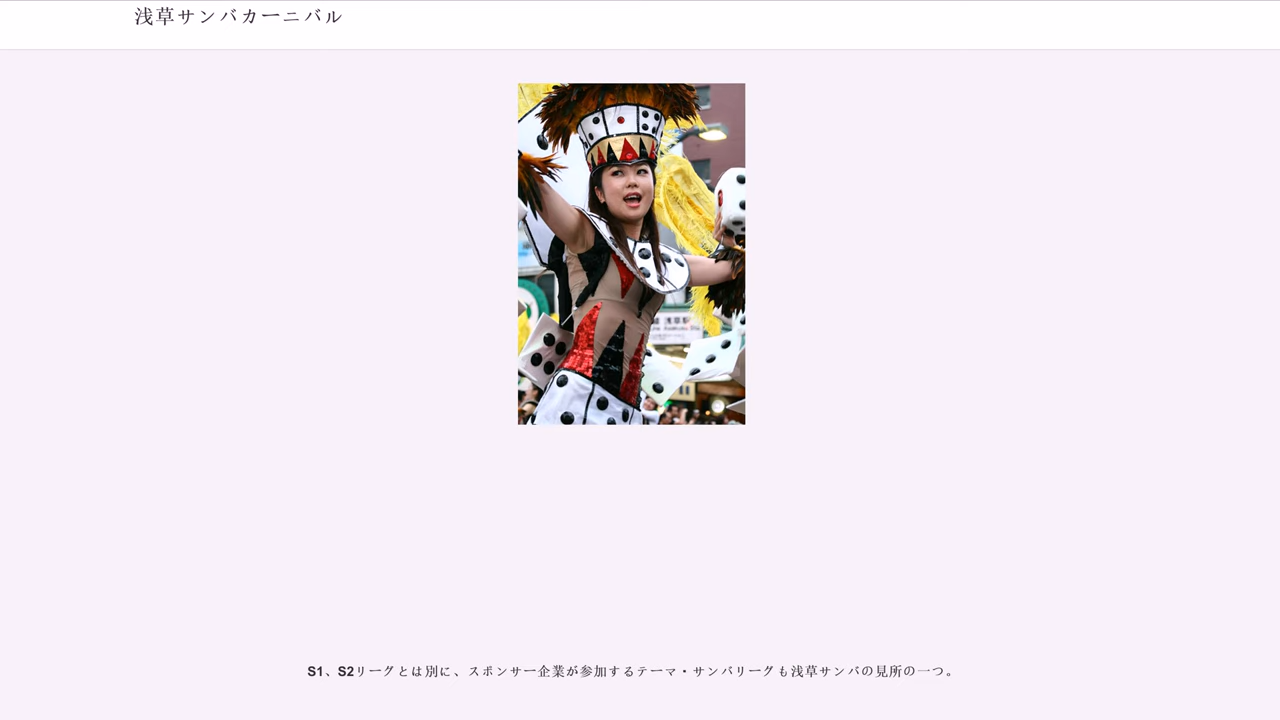 浅草サンバカーニバル
S1、S2リーグとは別に、スポンサー企業が参加するテーマ・サンバリーグも浅草サンバの見所の一つ。